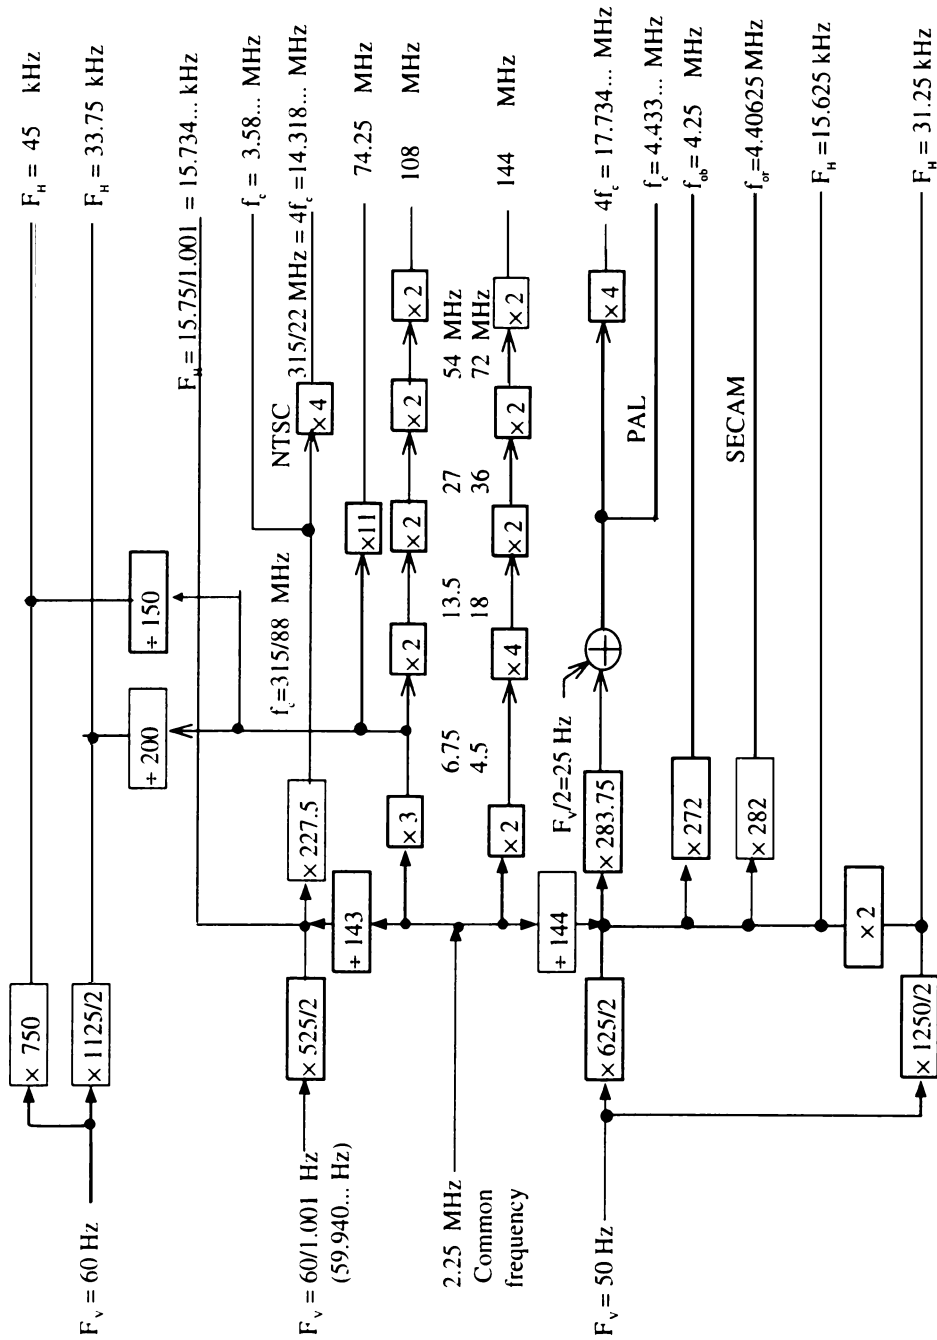 F_v = 60 Hz
× 750
× 1125/2
÷ 200
÷ 150
F_H = 45 kHz
F_H = 33.75 kHz
F_H = 15.75/1.001 = 15.734... kHz
F_v = 60/1.001 Hz
(59.940... Hz)
× 525/2
÷ 143
× 227.5
f_c=315/88 MHz
NTSC
× 4
f_c = 3.58... MHz
315/22 MHz = 4f_c = 14.318... MHz
×11
74.25 MHz
× 3
× 2
× 2
× 2
× 2
108 MHz
6.75 13.5 27 54 MHz
4.5 18 36 72 MHz
2.25 MHz
Common
frequency
× 2
× 4
× 2
× 2
× 2
144 MHz
÷ 144
F_v = 50 Hz
× 625/2
× 283.75
F_v/2=25 Hz
+
× 4
4f_c = 17.734... MHz
PAL
f_c = 4.433... MHz
× 272
f_ob = 4.25 MHz
SECAM
× 282
f_or=4.40625 MHz
F_H =15.625 kHz
× 2
× 1250/2
F_H = 31.25 kHz